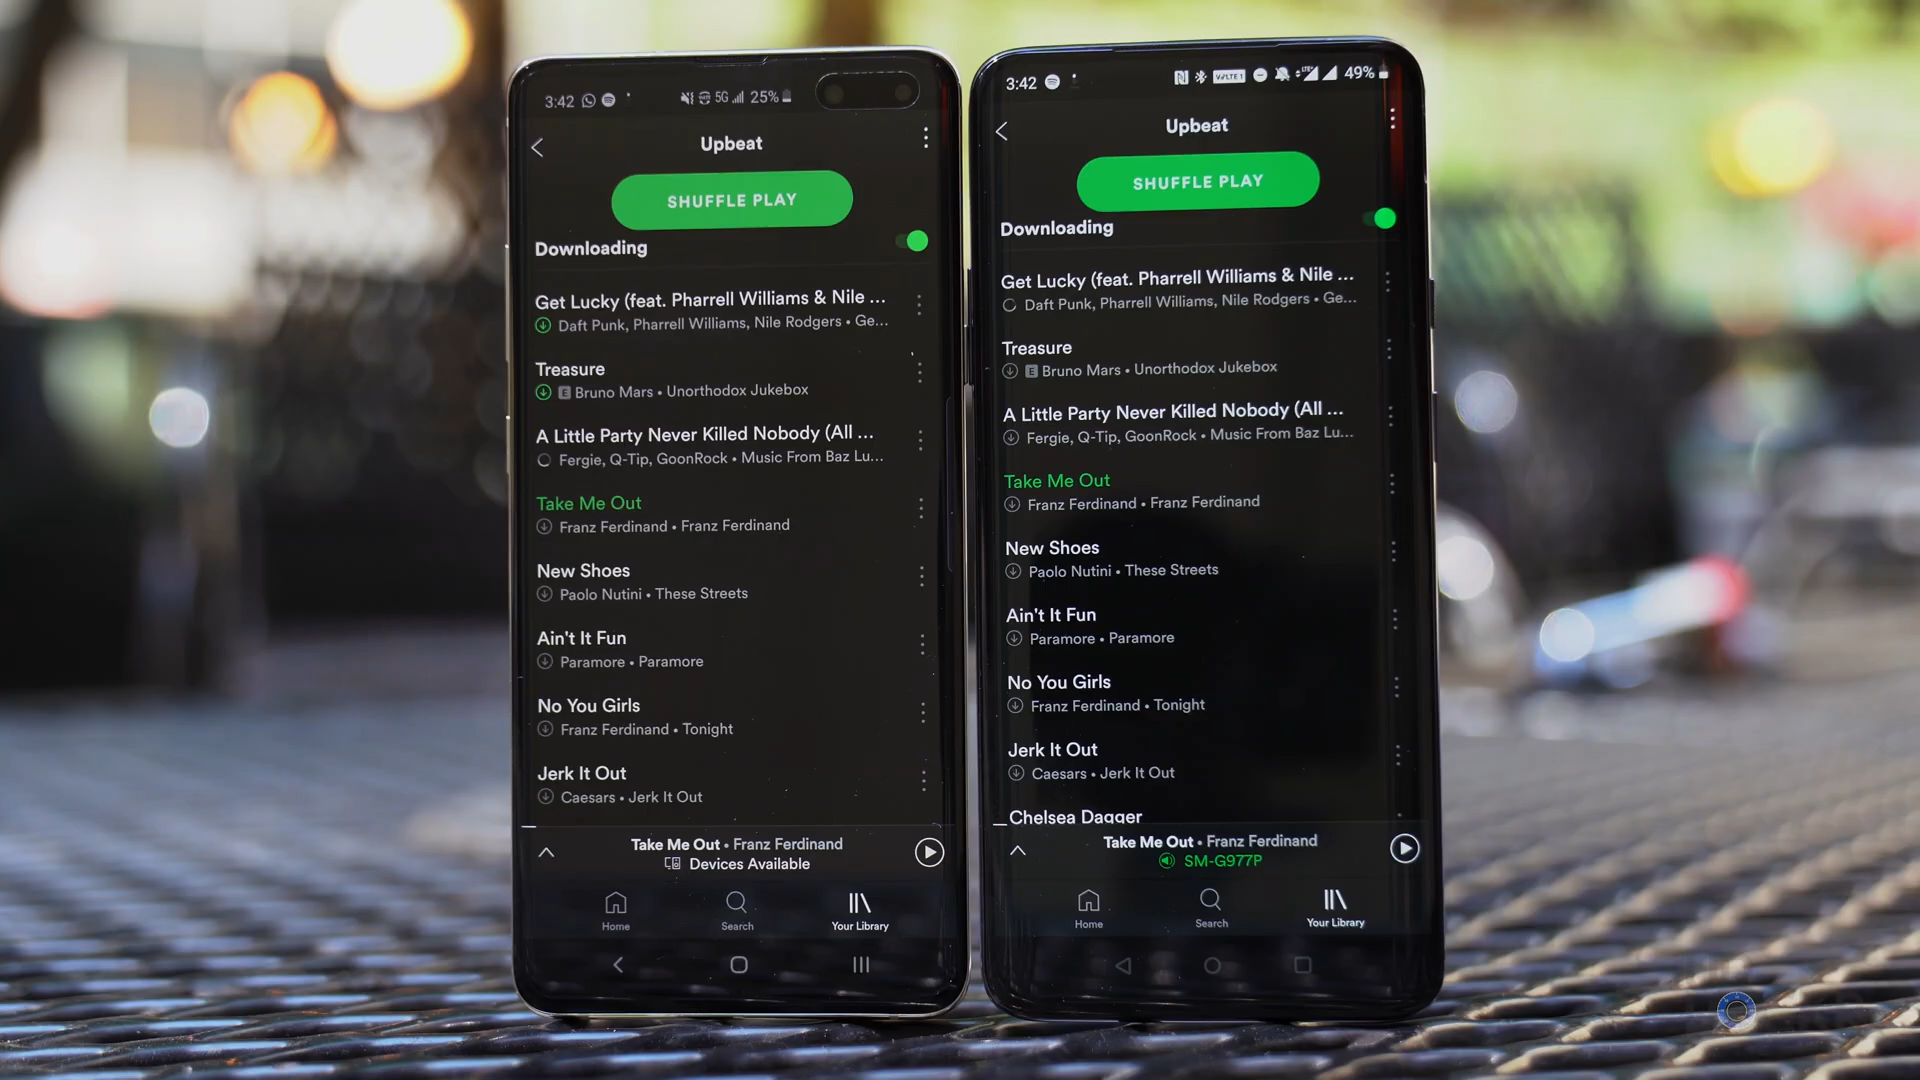 3:42
5G 25%
Upbeat
SHUFFLE PLAY
Downloading
Get Lucky (feat. Pharrell Williams & Nile ...
Daft Punk, Pharrell Williams, Nile Rodgers • Ge...
Treasure
E Bruno Mars • Unorthodox Jukebox
A Little Party Never Killed Nobody (All ...
Fergie, Q-Tip, GoonRock • Music From Baz Lu...
Take Me Out
Franz Ferdinand • Franz Ferdinand
New Shoes
Paolo Nutini • These Streets
Ain't It Fun
Paramore • Paramore
No You Girls
Franz Ferdinand • Tonight
Jerk It Out
Caesars • Jerk It Out
Take Me Out • Franz Ferdinand
Devices Available
Home Search Your Library
3:42
VoLTE 1 LTE 49%
Upbeat
SHUFFLE PLAY
Downloading
Get Lucky (feat. Pharrell Williams & Nile ...
Daft Punk, Pharrell Williams, Nile Rodgers • Ge...
Treasure
E Bruno Mars • Unorthodox Jukebox
A Little Party Never Killed Nobody (All ...
Fergie, Q-Tip, GoonRock • Music From Baz Lu...
Take Me Out
Franz Ferdinand • Franz Ferdinand
New Shoes
Paolo Nutini • These Streets
Ain't It Fun
Paramore • Paramore
No You Girls
Franz Ferdinand • Tonight
Jerk It Out
Caesars • Jerk It Out
Chelsea Dagger
Take Me Out • Franz Ferdinand
SM-G977P
Home Search Your Library